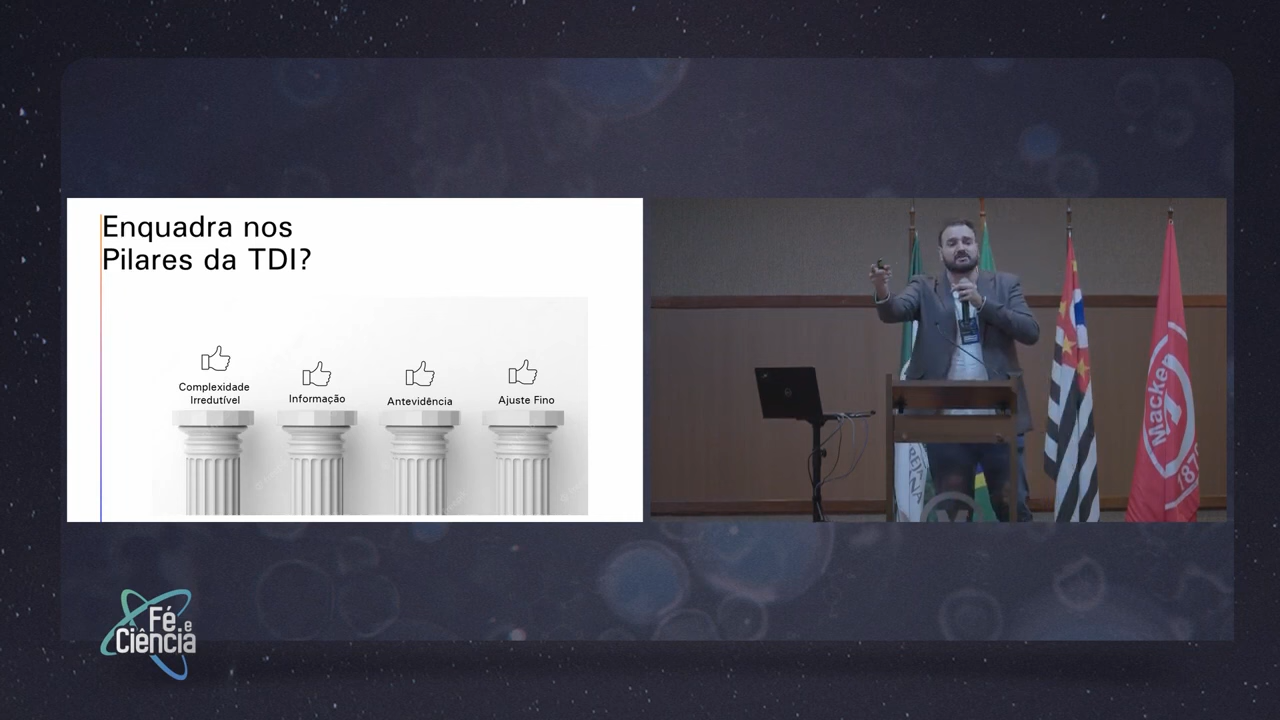 Enquadra nos
Pilares da TDI?
Complexidade
Irredutível
Informação
Antevidência
Ajuste Fino
Macke
187
Fé e
Ciência